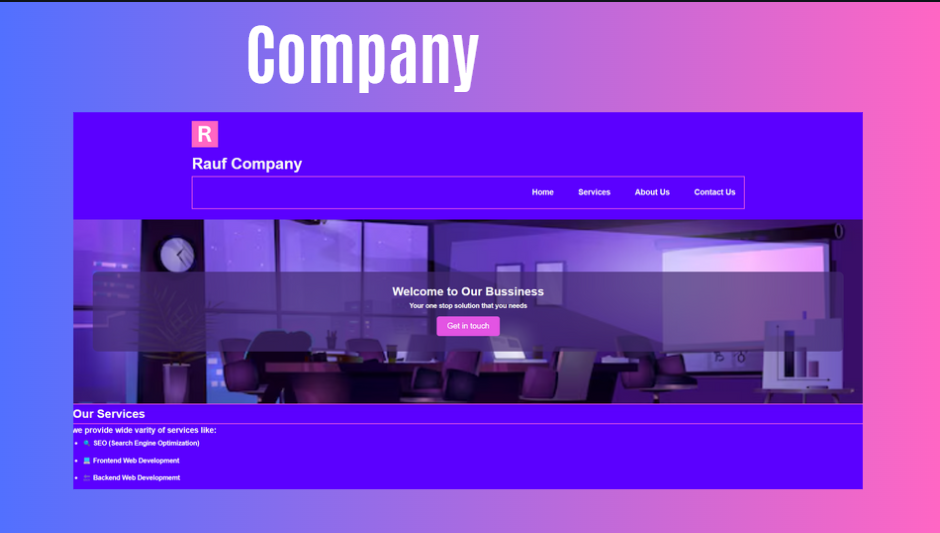 Company
R
Rauf Company
Home Services About Us Contact Us
Welcome to Our Bussiness
Your one stop solution that you needs
Get in touch
Our Services
we provide wide varity of services like:
SEO (Search Engine Optimization)
Frontend Web Development
Backend Web Developmemt